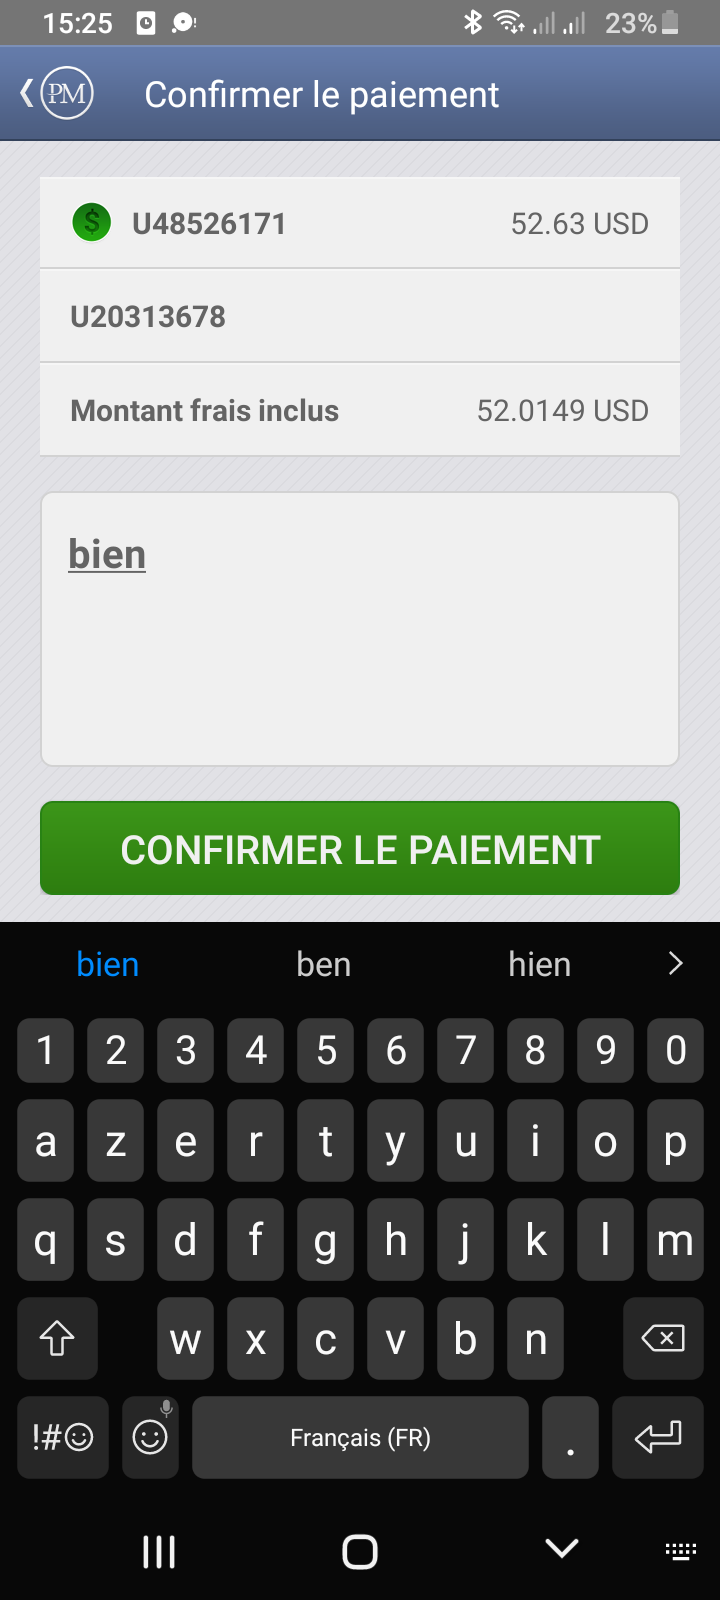 15:25 23%
PM Confirmer le paiement
$ U48526171 52.63 USD
U20313678
Montant frais inclus 52.0149 USD
bien
CONFIRMER LE PAIEMENT
bien ben hien
1 2 3 4 5 6 7 8 9 0
a z e r t y u i o p
q s d f g h j k l m
w x c v b n
!#☺ Français (FR) .